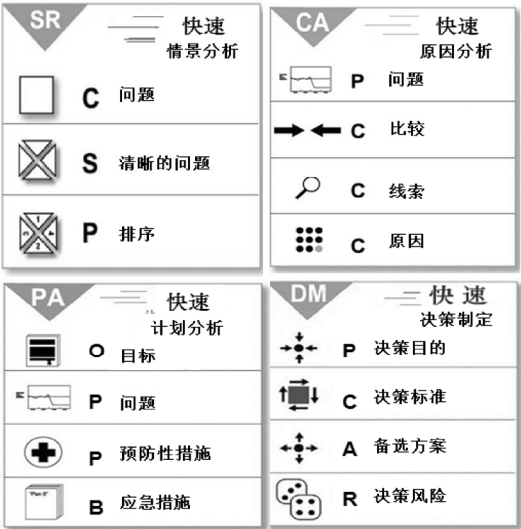 SR
快速
情景分析
C 问题
S 清晰的问题
P 排序
CA
快速
原因分析
P 问题
C 比较
C 线索
C 原因
PA
快速
计划分析
O 目标
P 问题
P 预防性措施
"Plan B"
B 应急措施
DM
快速
决策制定
P 决策目的
C 决策标准
A 备选方案
R 决策风险